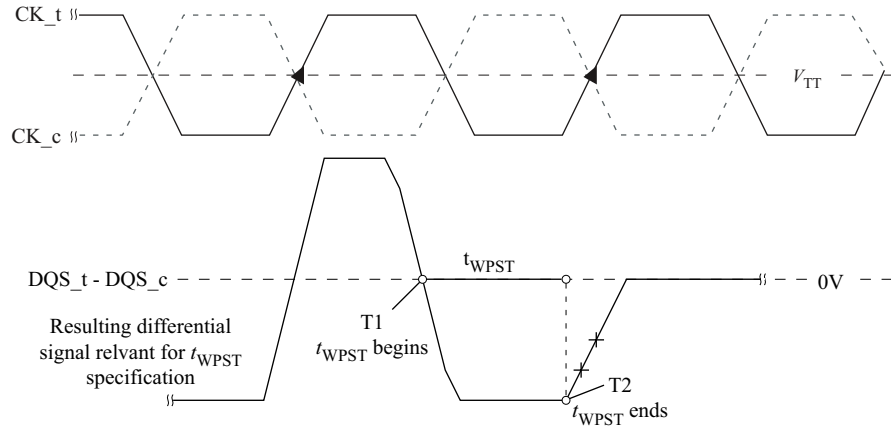 CK_t
V_TT
CK_c
t_WPST
DQS_t - DQS_c
0V
T1
t_WPST begins
Resulting differential
signal relvant for t_WPST
specification
T2
t_WPST ends